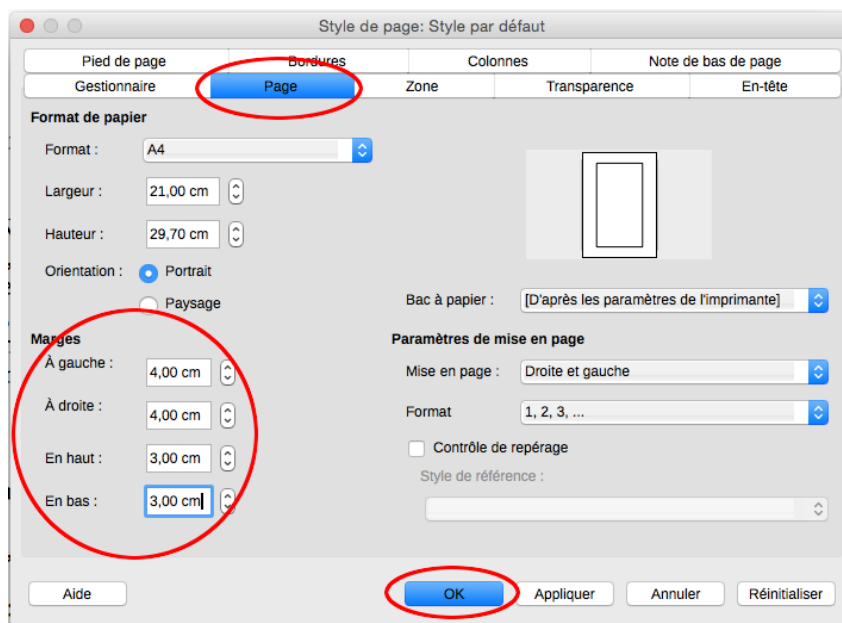 Style de page: Style par défaut
Pied de page Bordures Colonnes Note de bas de page
Gestionnaire Page Zone Transparence En-tête
Format de papier
Format : A4
Largeur : 21,00 cm
Hauteur : 29,70 cm
Orientation : Portrait
Paysage
Bac à papier : [D'après les paramètres de l'imprimante]
Marges
À gauche : 4,00 cm
À droite : 4,00 cm
En haut : 3,00 cm
En bas : 3,00 cm
Paramètres de mise en page
Mise en page : Droite et gauche
Format 1, 2, 3, ...
Contrôle de repérage
Style de référence :
Aide OK Appliquer Annuler Réinitialiser